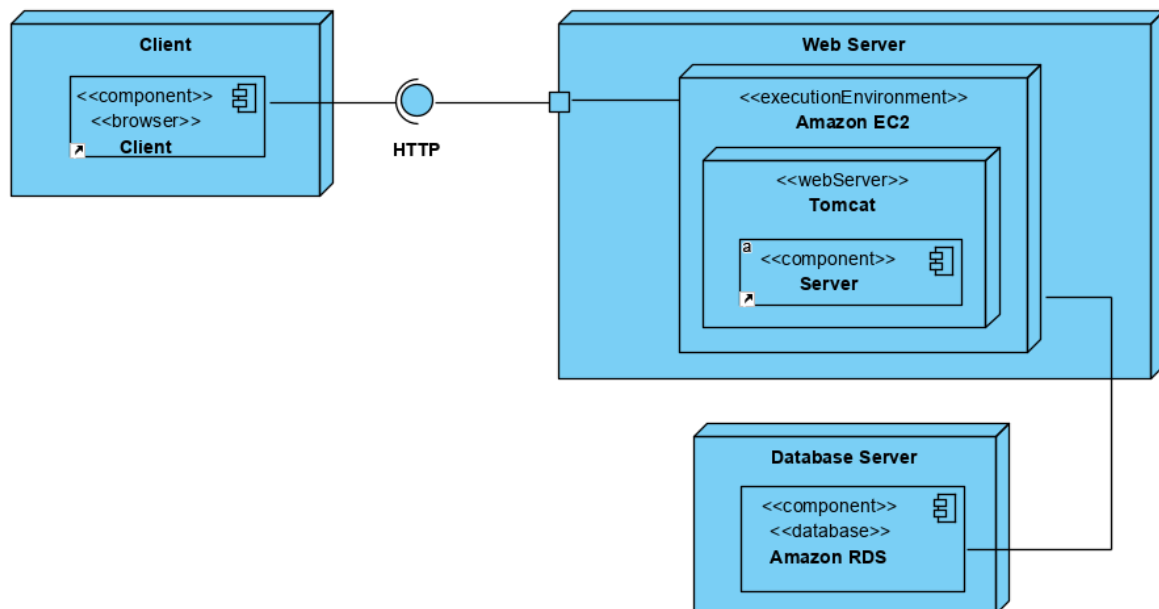 Client
<<component>>
<<browser>>
Client
HTTP
Web Server
<<executionEnvironment>>
Amazon EC2
<<webServer>>
Tomcat
a
<<component>>
Server
Database Server
<<component>>
<<database>>
Amazon RDS